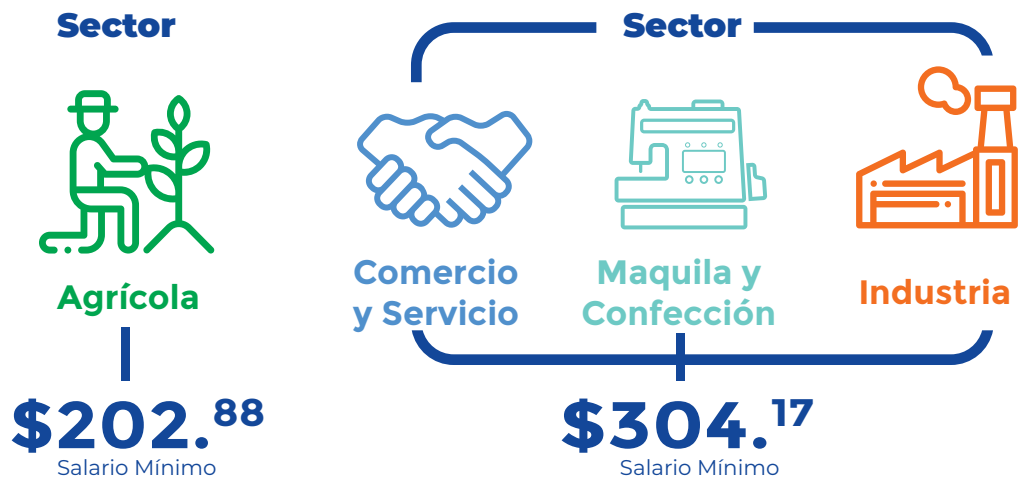 Sector
Agrícola
$202.88
Salario Mínimo
Sector
Comercio
y Servicio
Maquila y
Confección
Industria
$304.17
Salario Mínimo